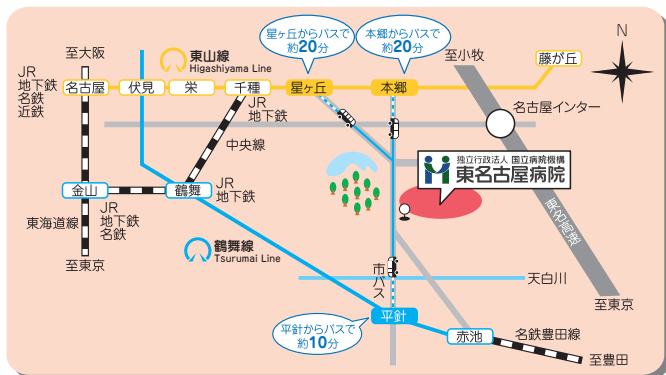 星ヶ丘からバスで
約20分
本郷からバスで
約20分
N
至大阪
東山線
Higashiyama Line
至小牧
藤が丘
JR
地下鉄
名鉄
近鉄
名古屋
伏見
栄
千種
星ヶ丘
本郷
JR
地下鉄
名古屋インター
中央線
独立行政法人 国立病院機構
東名古屋病院
金山
鶴舞
JR
地下鉄
JR
地下鉄
名鉄
東海道線
東名高速
鶴舞線
Tsurumai Line
至東京
市バス
天白川
至東京
平針
平針からバスで
約10分
赤池
名鉄豊田線
至豊田